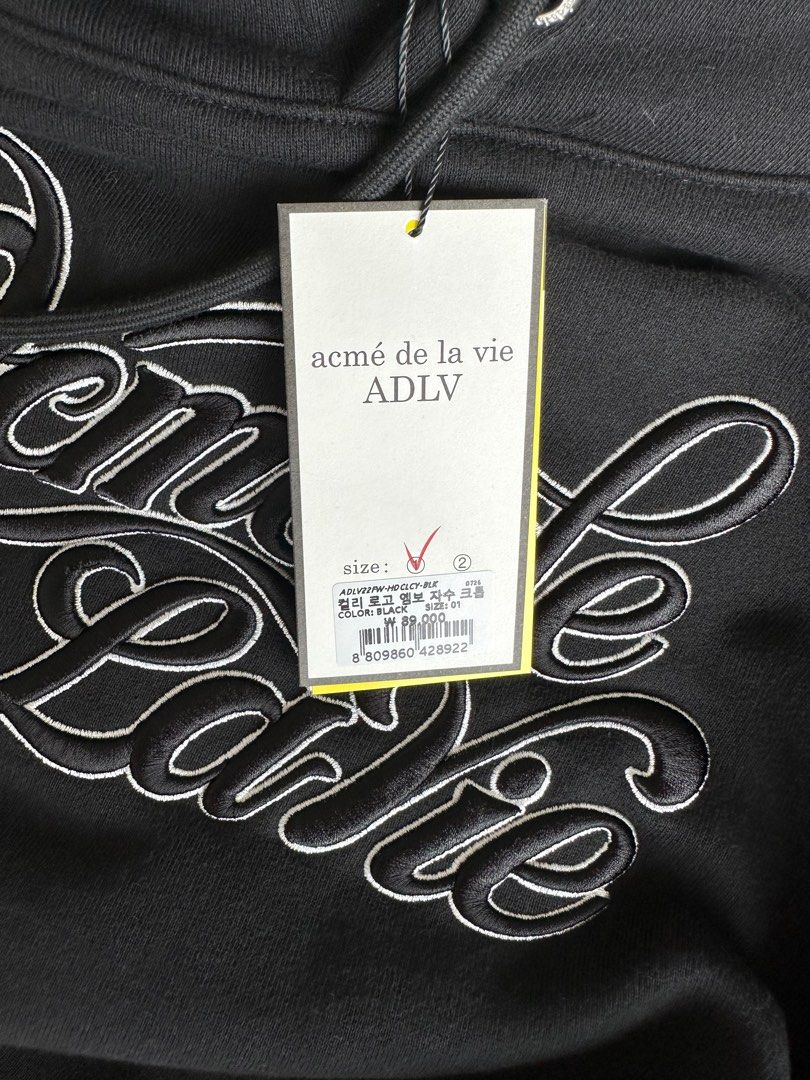 Acme de
La Vie
acmé de la vie
ADLV
size: ① ②
ADLV22FW-HDCLCY-BLK 0726
컬리 로고 엠보 자수 크롭
COLOR: BLACK SIZE: 01
₩ 89,000
8 809860 428922